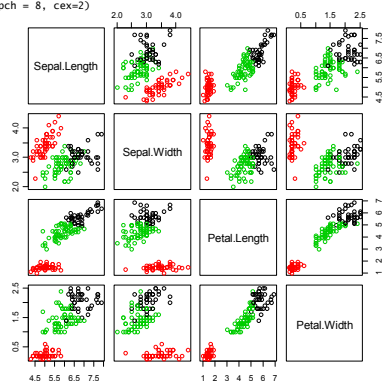 pch = 8, cex=2)
2.0 3.0 4.0
0.5 1.5 2.5
Sepal.Length
4.5 5.5 6.5 7.5
2.0 3.0 4.0
Sepal.Width
Petal.Length
1 2 3 4 5 6 7
0.5 1.5 2.5
Petal.Width
4.5 5.5 6.5 7.5
1 2 3 4 5 6 7